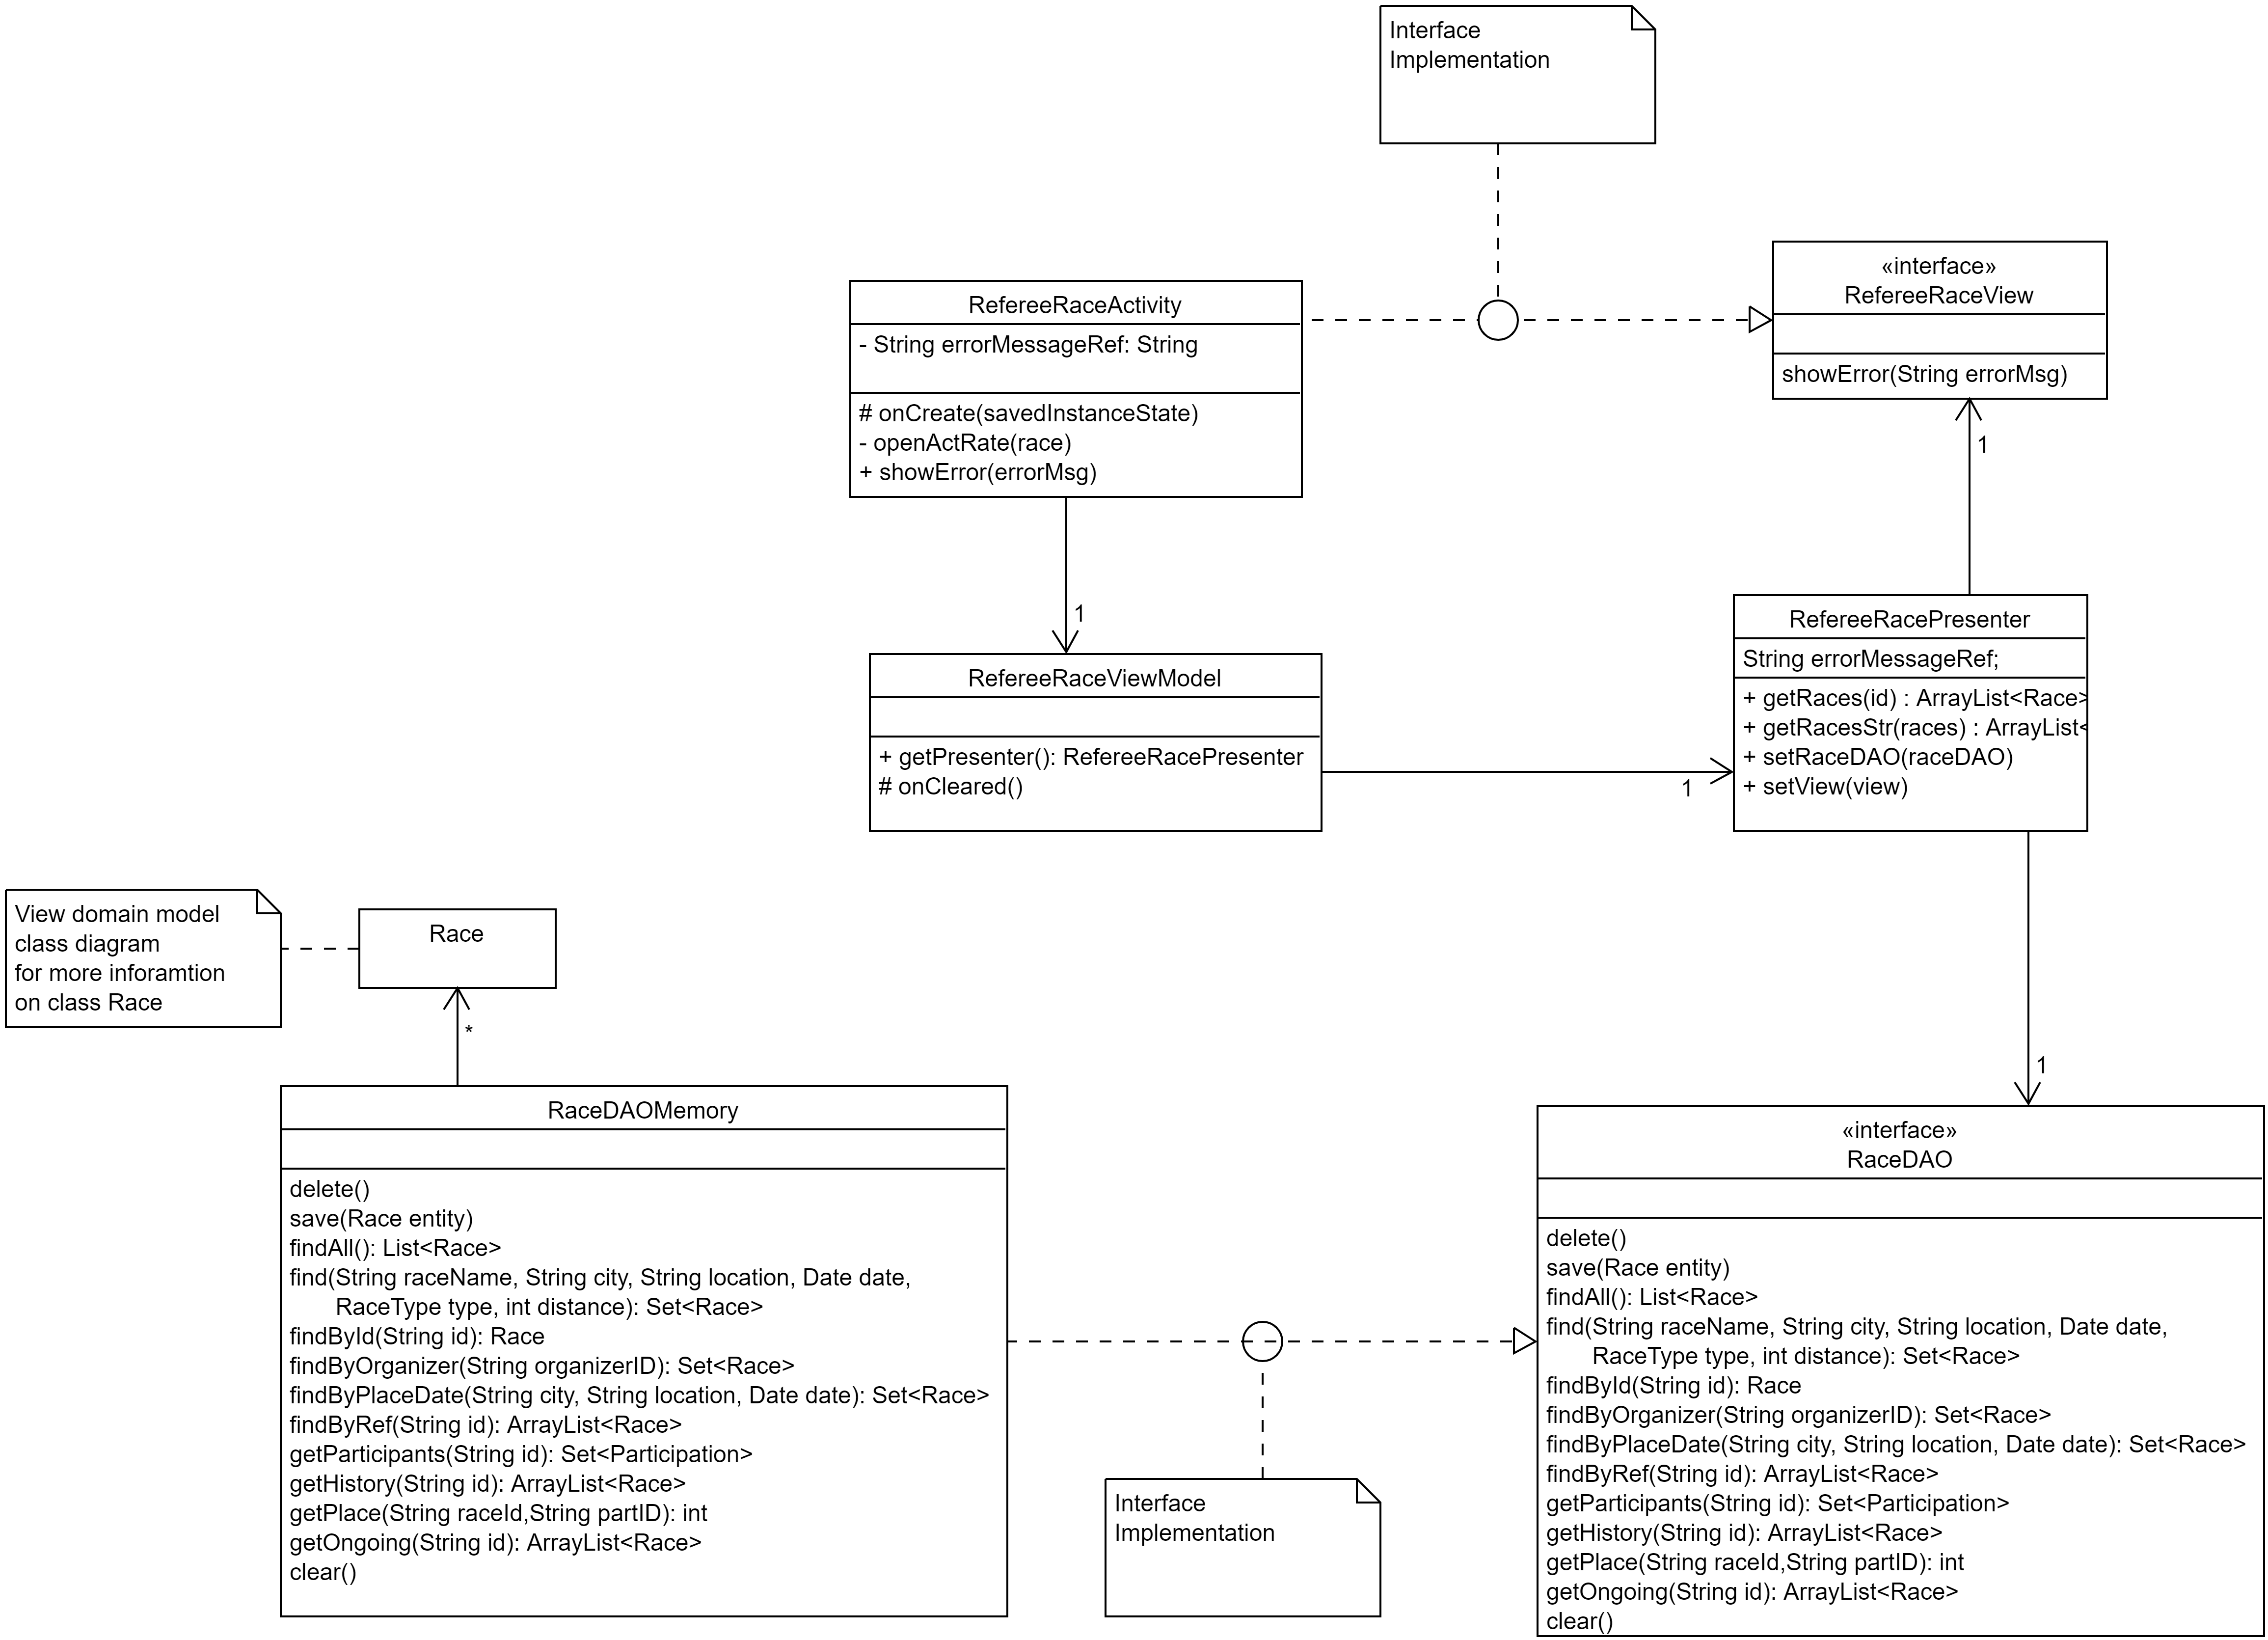 Interface
Implementation
«interface»
RefereeRaceView
showError(String errorMsg)
1
RefereeRaceActivity
- String errorMessageRef: String
# onCreate(savedInstanceState)
- openActRate(race)
+ showError(errorMsg)
1
RefereeRaceViewModel
+ getPresenter(): RefereeRacePresenter
# onCleared()
1
RefereeRacePresenter
String errorMessageRef;
+ getRaces(id) : ArrayList<Race>
+ getRacesStr(races) : ArrayList<
+ setRaceDAO(raceDAO)
+ setView(view)
1
View domain model
class diagram
for more inforamtion
on class Race
Race
*
RaceDAOMemory
delete()
save(Race entity)
findAll(): List<Race>
find(String raceName, String city, String location, Date date,
RaceType type, int distance): Set<Race>
findById(String id): Race
findByOrganizer(String organizerID): Set<Race>
findByPlaceDate(String city, String location, Date date): Set<Race>
findByRef(String id): ArrayList<Race>
getParticipants(String id): Set<Participation>
getHistory(String id): ArrayList<Race>
getPlace(String raceId,String partID): int
getOngoing(String id): ArrayList<Race>
clear()
Interface
Implementation
«interface»
RaceDAO
delete()
save(Race entity)
findAll(): List<Race>
find(String raceName, String city, String location, Date date,
RaceType type, int distance): Set<Race>
findById(String id): Race
findByOrganizer(String organizerID): Set<Race>
findByPlaceDate(String city, String location, Date date): Set<Race>
findByRef(String id): ArrayList<Race>
getParticipants(String id): Set<Participation>
getHistory(String id): ArrayList<Race>
getPlace(String raceId,String partID): int
getOngoing(String id): ArrayList<Race>
clear()